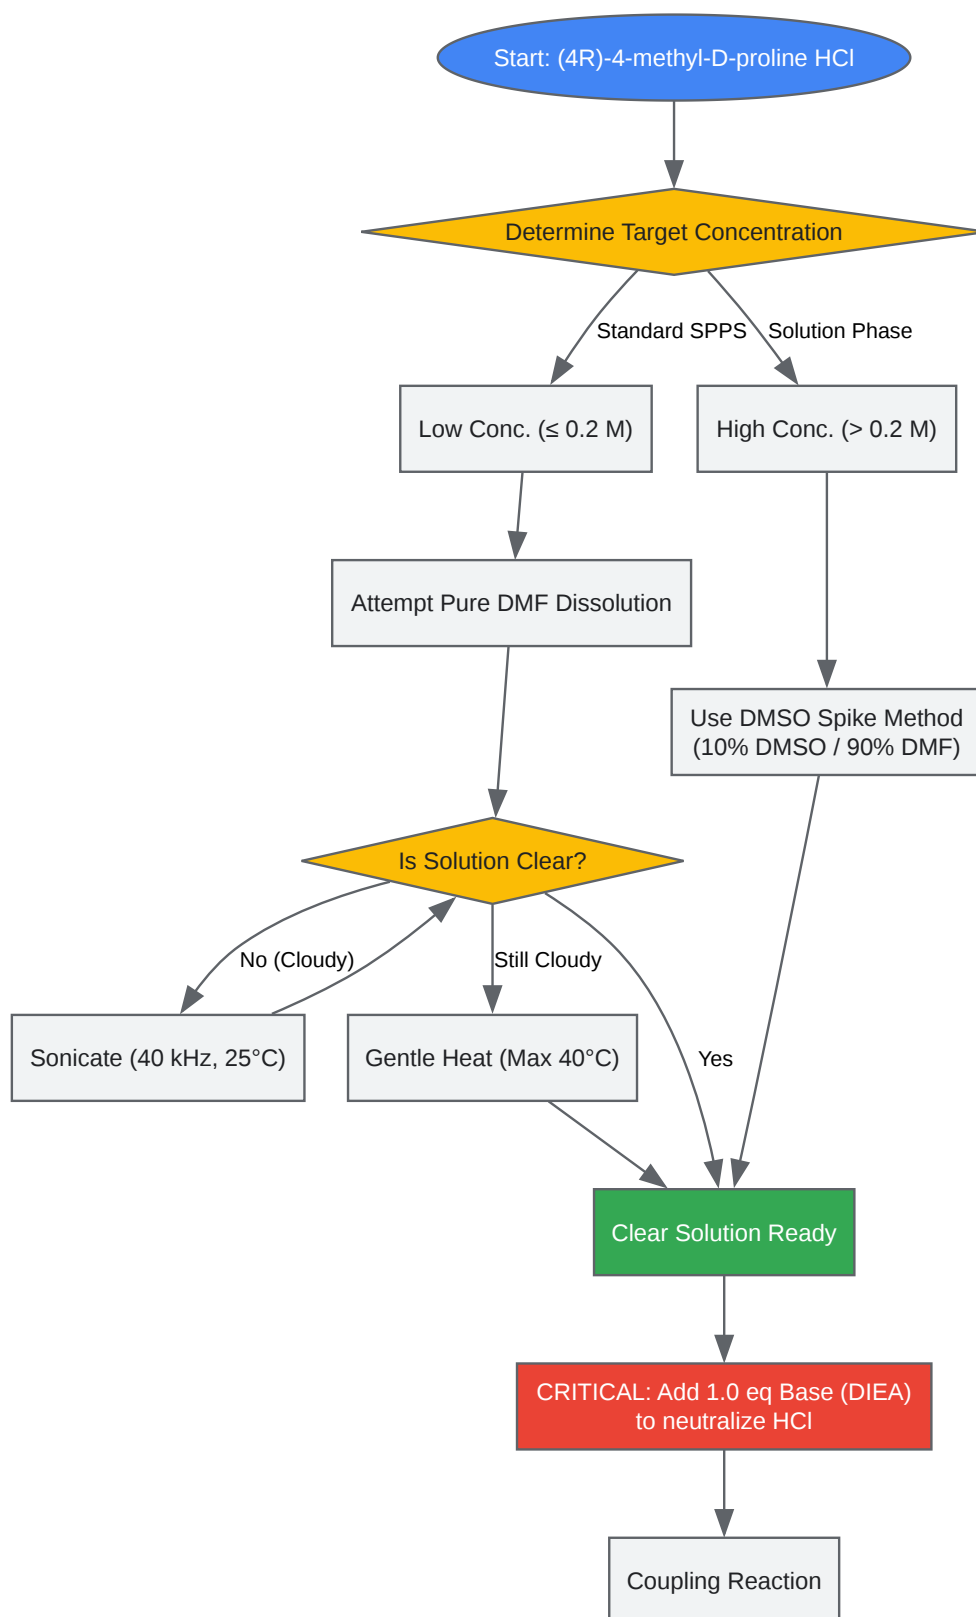 Start: (4R)-4-methyl-D-proline HCl
Determine Target Concentration
Standard SPPS
Solution Phase
Low Conc. (≤ 0.2 M)
High Conc. (> 0.2 M)
Attempt Pure DMF Dissolution
Use DMSO Spike Method
(10% DMSO / 90% DMF)
Is Solution Clear?
No (Cloudy)
Still Cloudy
Sonicate (40 kHz, 25°C)
Gentle Heat (Max 40°C)
Yes
Clear Solution Ready
CRITICAL: Add 1.0 eq Base (DIEA)
to neutralize HCl
Coupling Reaction